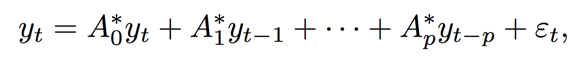 $y_t = A_0^* y_t + A_1^* y_{t-1} + \cdots + A_p^* y_{t-p} + \varepsilon_t,$